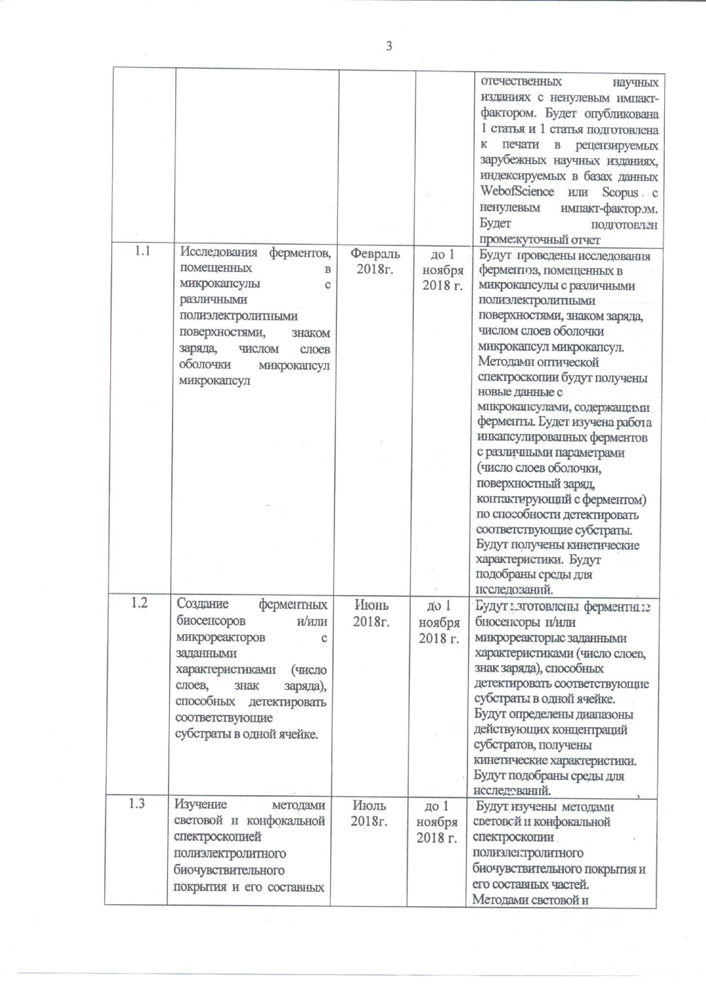 3
отечественных научных
изданиях с ненулевым импакт-
фактором. Будет опубликована
1 статья и 1 статья подготовлена
к печати в рецензируемых
зарубежных научных изданиях,
индексируемых в базах данных
WebofScience или Scopus с
ненулевым импакт-фактором.
Будет подготовлен
промежуточный отчет
1.1
Исследования ферментов,
помещенных в
микрокапсулы с
различными
полиэлектролитными
поверхностями, знаком
заряда, числом слоев
оболочки микрокапсул
микрокапсул
Февраль
2018г.
до 1
ноября
2018 г.
Будут проведены исследования
ферментов, помещенных в
микрокапсулы с различными
полиэлектролитными
поверхностями, знаком заряда,
числом слоев оболочки
микрокапсул микрокапсул.
Методами оптической
спектроскопии будут получены
новые данные с
микрокапсулами, содержащими
ферменты. Будет изучена работа
инкапсулированных ферментов
с различными параметрами
(число слоев оболочки,
поверхностный заряд,
контактирующий с ферментом)
по способности детектировать
соответствующие субстраты.
Будут получены кинетические
характеристики. Будут
подобраны среды для
исследований.
1.2
Создание ферментных
биосенсоров и/или
микрореакторов с
заданными
характеристиками (число
слоев, знак заряда),
способных детектировать
соответствующие
субстраты в одной ячейке.
Июнь
2018г.
до 1
ноября
2018 г.
Будут изготовлены ферментные
биосенсоры и/или
микрореакторыс заданными
характеристиками (число слоев,
знак заряда), способных
детектировать соответствующие
субстраты в одной ячейке.
Будут определены диапазоны
действующих концентраций
субстратов, получены
кинетические характеристики.
Будут подобраны среды для
исследований.
1.3
Изучение методами
световой и конфокальной
спектроскопией
полиэлектролитного
биочувствительного
покрытия и его составных
Июль
2018г.
до 1
ноября
2018 г.
Будут изучены методами
световой и конфокальной
спектроскопии
полиэлектролитного
биочувствительного покрытия и
его составных частей.
Методами световой и